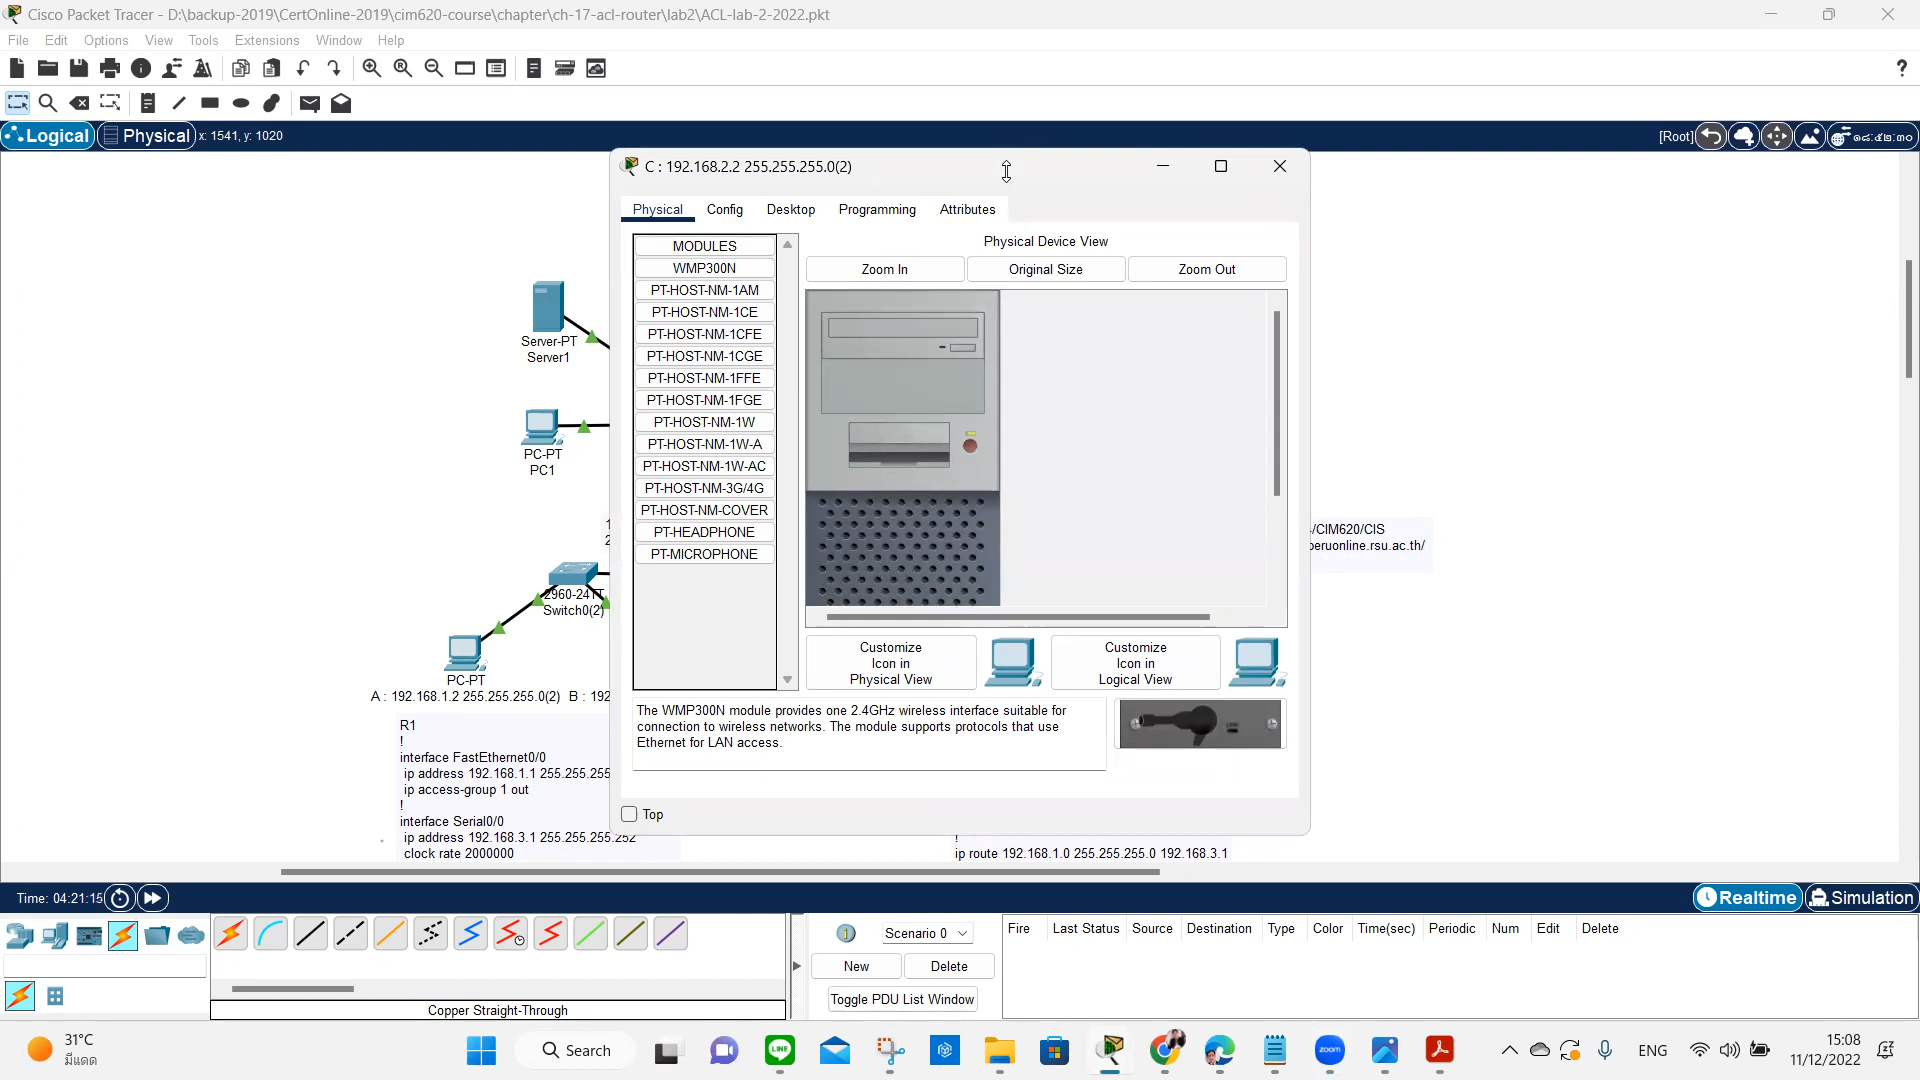 Cisco Packet Tracer - D:\backup-2019\CertOnline-2019\cim620-course\chapter\ch-17-acl-router\lab2\ACL-lab-2-2022.pkt
File Edit Options View Tools Extensions Window Help
?
Logical Physical x: 1541, y: 1020 [Root] ๑๘:๕๒:๓๐
C : 192.168.2.2 255.255.255.0(2)
Physical Config Desktop Programming Attributes
MODULES
WMP300N
PT-HOST-NM-1AM
PT-HOST-NM-1CE
PT-HOST-NM-1CFE
PT-HOST-NM-1CGE
PT-HOST-NM-1FFE
PT-HOST-NM-1FGE
PT-HOST-NM-1W
PT-HOST-NM-1W-A
PT-HOST-NM-1W-AC
PT-HOST-NM-3G/4G
PT-HOST-NM-COVER
PT-HEADPHONE
PT-MICROPHONE
Physical Device View
Zoom In Original Size Zoom Out
Customize
Icon in
Physical View
Customize
Icon in
Logical View
The WMP300N module provides one 2.4GHz wireless interface suitable for
connection to wireless networks. The module supports protocols that use
Ethernet for LAN access.
Top
Server-PT
Server1
PC-PT
PC1
2960-24TT
Switch0(2)
PC-PT
A : 192.168.1.2 255.255.255.0(2) B : 192
/CIM620/CIS
peruonline.rsu.ac.th/
R1
!
interface FastEthernet0/0
ip address 192.168.1.1 255.255.255
ip access-group 1 out
!
interface Serial0/0
ip address 192.168.3.1 255.255.255.252
clock rate 2000000
!
ip route 192.168.1.0 255.255.255.0 192.168.3.1
Time: 04:21:15 Realtime Simulation
Copper Straight-Through
Scenario 0
New Delete
Toggle PDU List Window
Fire Last Status Source Destination Type Color Time(sec) Periodic Num Edit Delete
31°C
มีแดด
Search
LINE
zoom
ENG
15:08
11/12/2022